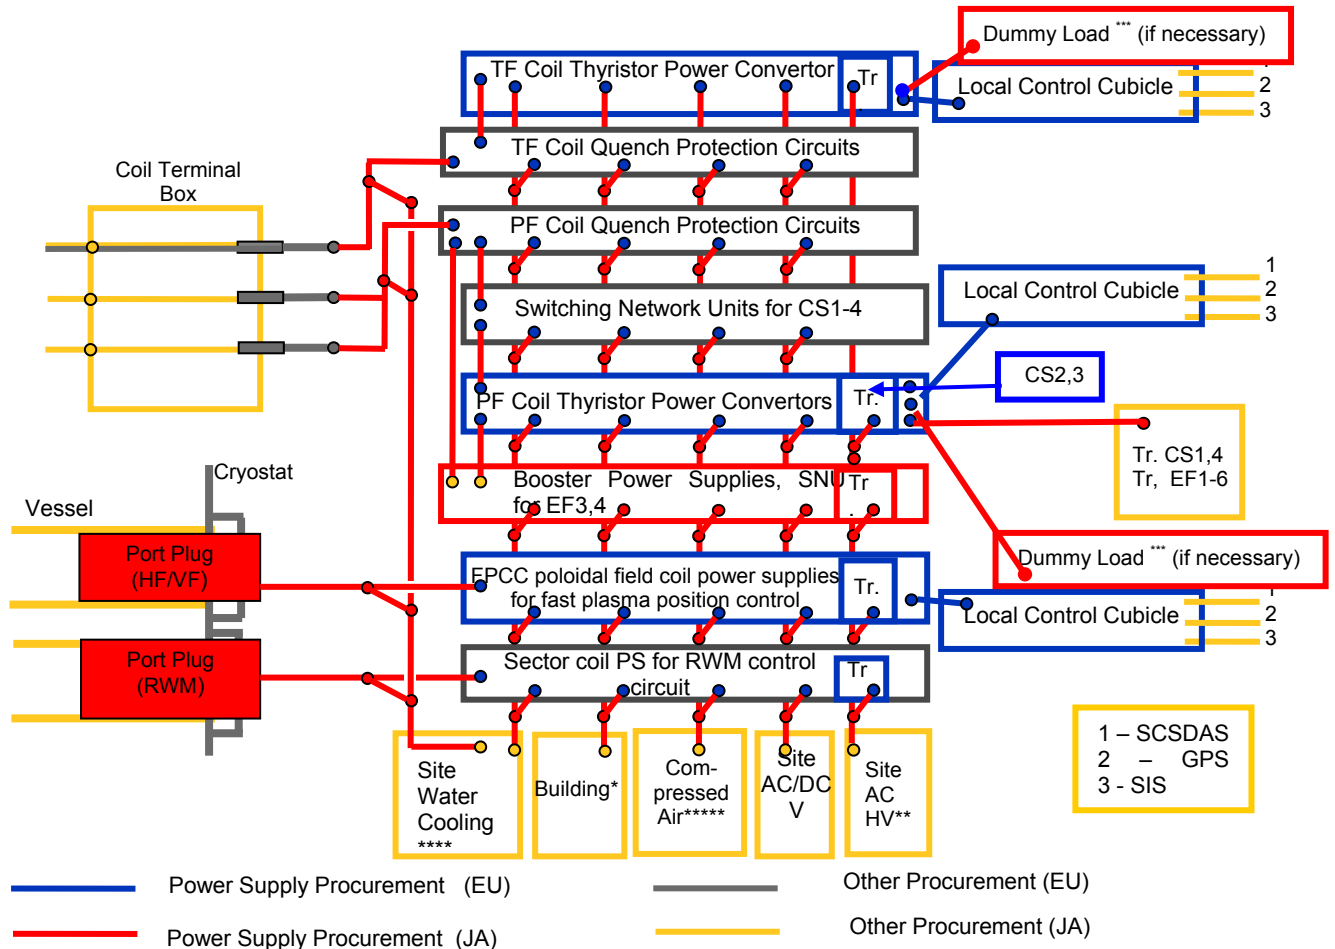 Dummy Load *** (if necessary)
TF Coil Thyristor Power Convertor
Tr
.
Local Control Cubicle
1
2
3
TF Coil Quench Protection Circuits
Coil Terminal
Box
PF Coil Quench Protection Circuits
Local Control Cubicle
1
2
3
Switching Network Units for CS1-4
CS2,3
PF Coil Thyristor Power Convertors
Tr.
Tr. CS1,4
Tr, EF1-6
Cryostat
Vessel
Booster Power Supplies, SNU
for EF3,4
Tr
.
Port Plug
(HF/VF)
Dummy Load *** (if necessary)
FPCC poloidal field coil power supplies
for fast plasma position control
Tr.
Local Control Cubicle
1
2
3
Port Plug
(RWM)
Sector coil PS for RWM control
circuit
Tr
1 – SCSDAS
2 – GPS
3 - SIS
Site
Water
Cooling
****
Building*
Com-
pressed
Air*****
Site
AC/DC
V
Site
AC
HV**
Power Supply Procurement (EU)
Other Procurement (EU)
Power Supply Procurement (JA)
Other Procurement (JA)